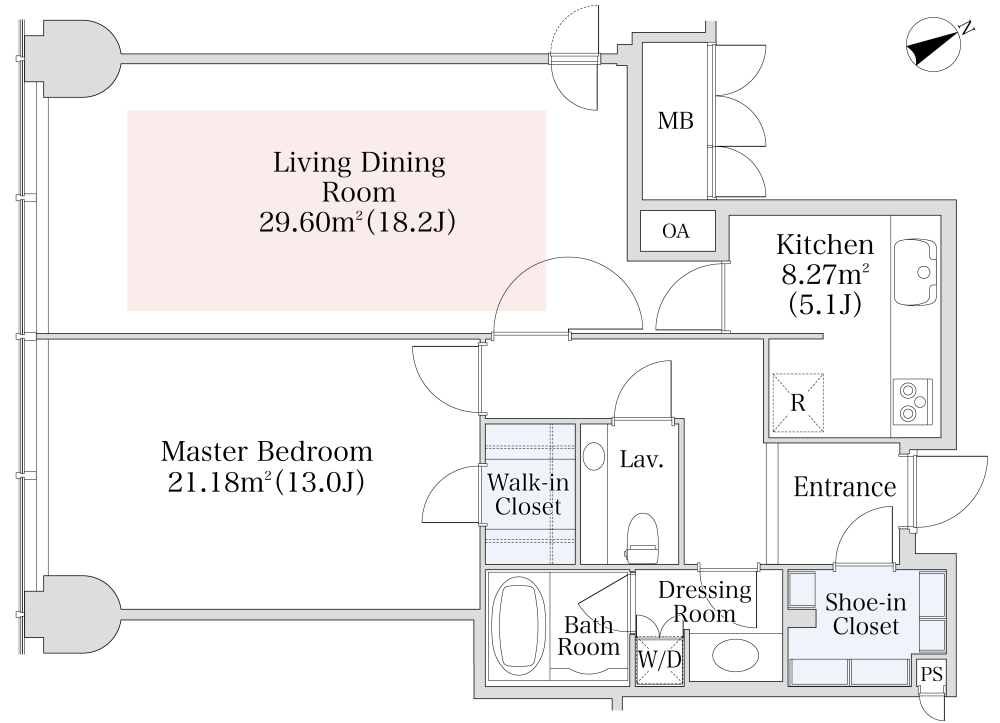 N
MB
Living Dining
Room
29.60m²(18.2J)
OA
Kitchen
8.27m²
(5.1J)
R
Master Bedroom
21.18m²(13.0J)
Walk-in
Closet
Lav.
Entrance
Dressing
Room
Bath
Room
W/D
Shoe-in
Closet
PS